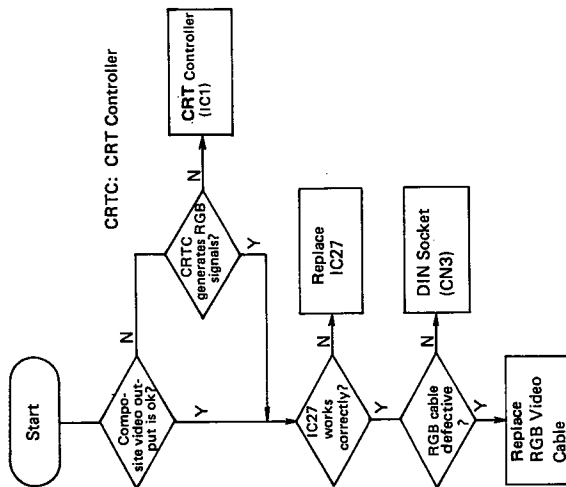 Start
Compo-
site video out-
put is ok?
N
Y
CRTC: CRT Controller
CRTC
generates RGB
signals?
N
Y
CRT Controller
(IC1)
IC27
works
correctly?
N
Y
Replace
IC27
RGB cable
defective
?
N
Y
DIN Socket
(CN3)
Replace
RGB Video
Cable